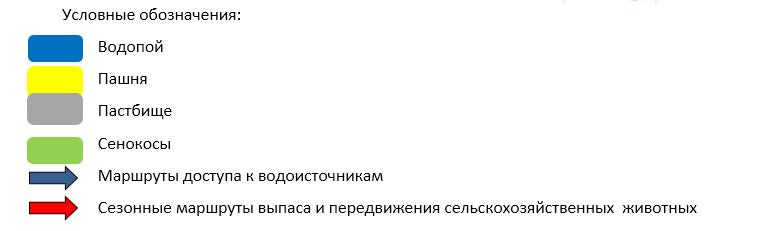 Условные обозначения:
Водопой
Пашня
Пастбище
Сенокосы
Маршруты доступа к водоисточникам
Сезонные маршруты выпаса и передвижения сельскохозяйственных животных